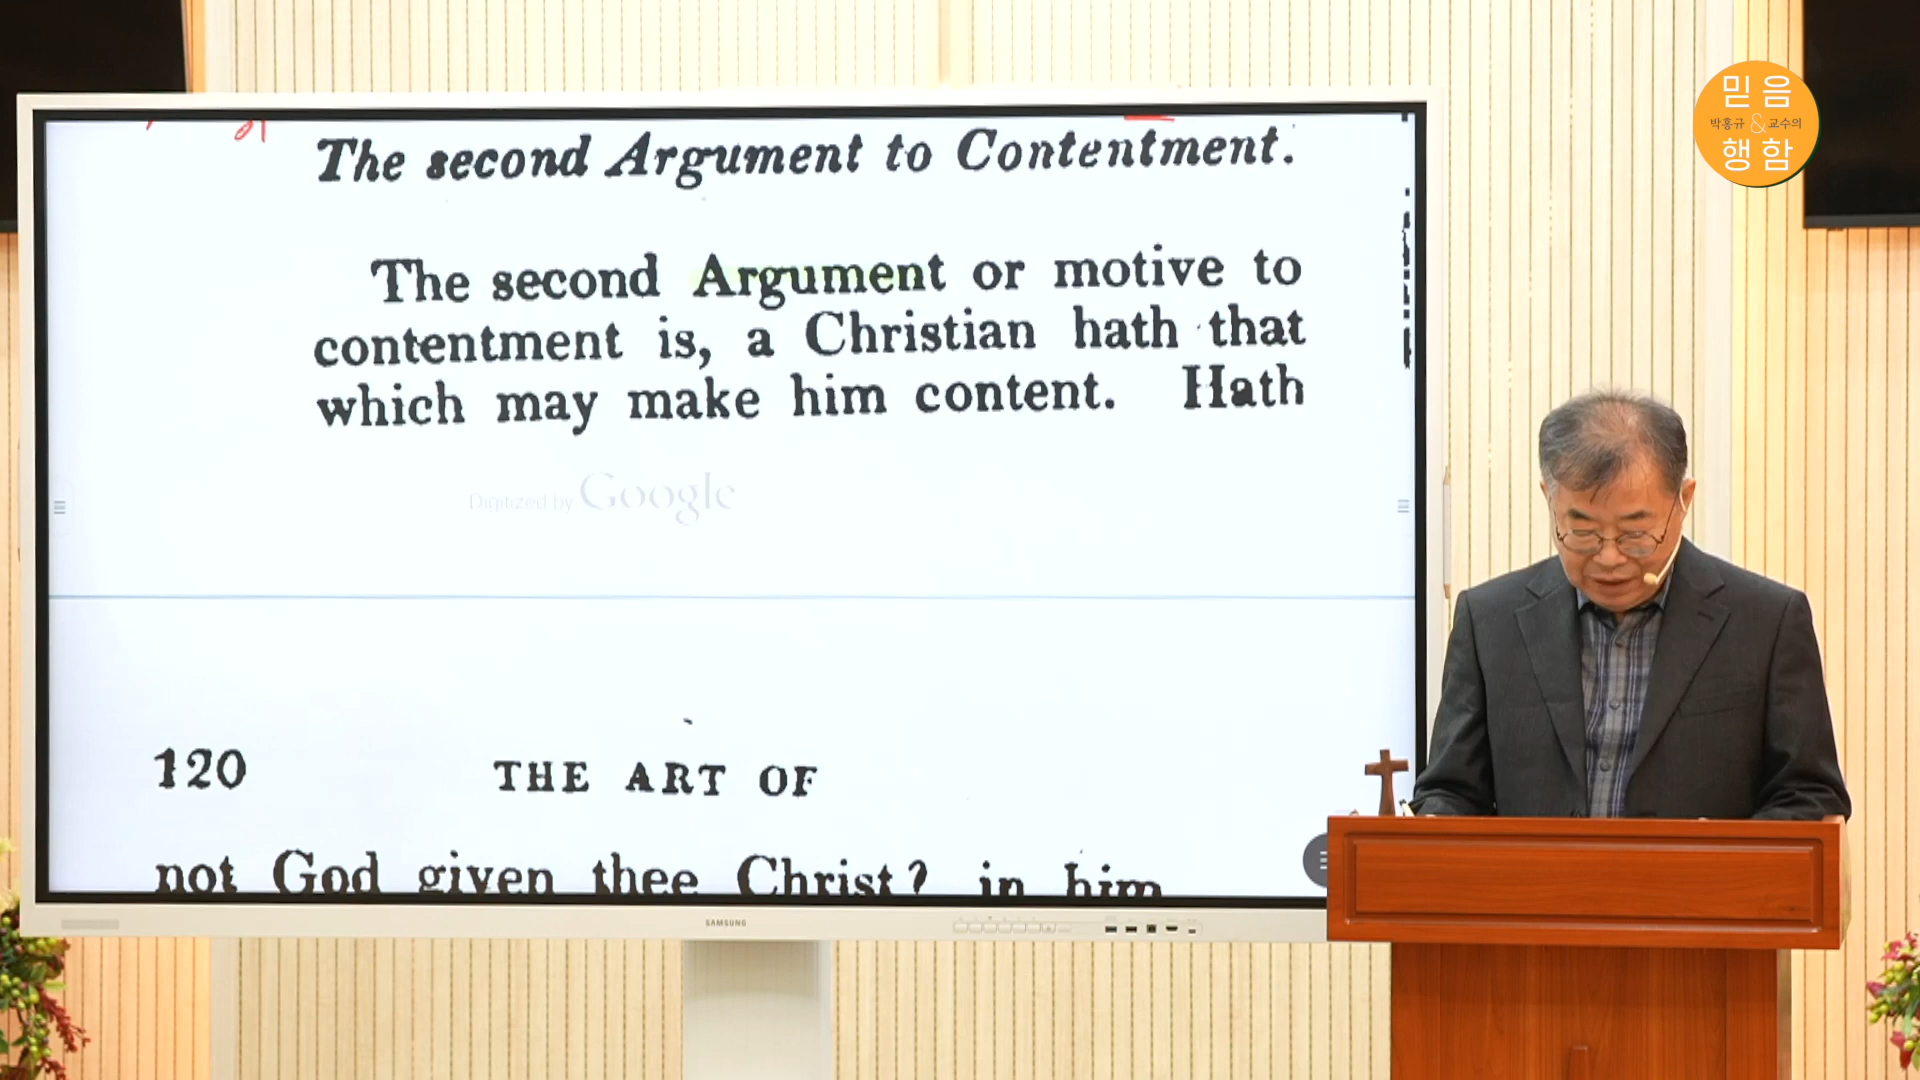 The second Argument to Contentment.
The second Argument or motive to
contentment is, a Christian hath that
which may make him content. Hath
Digitized by Google
120 THE ART OF
not God given thee Christ? in him
SAMSUNG
믿음
박홍규 & 교수의
행함